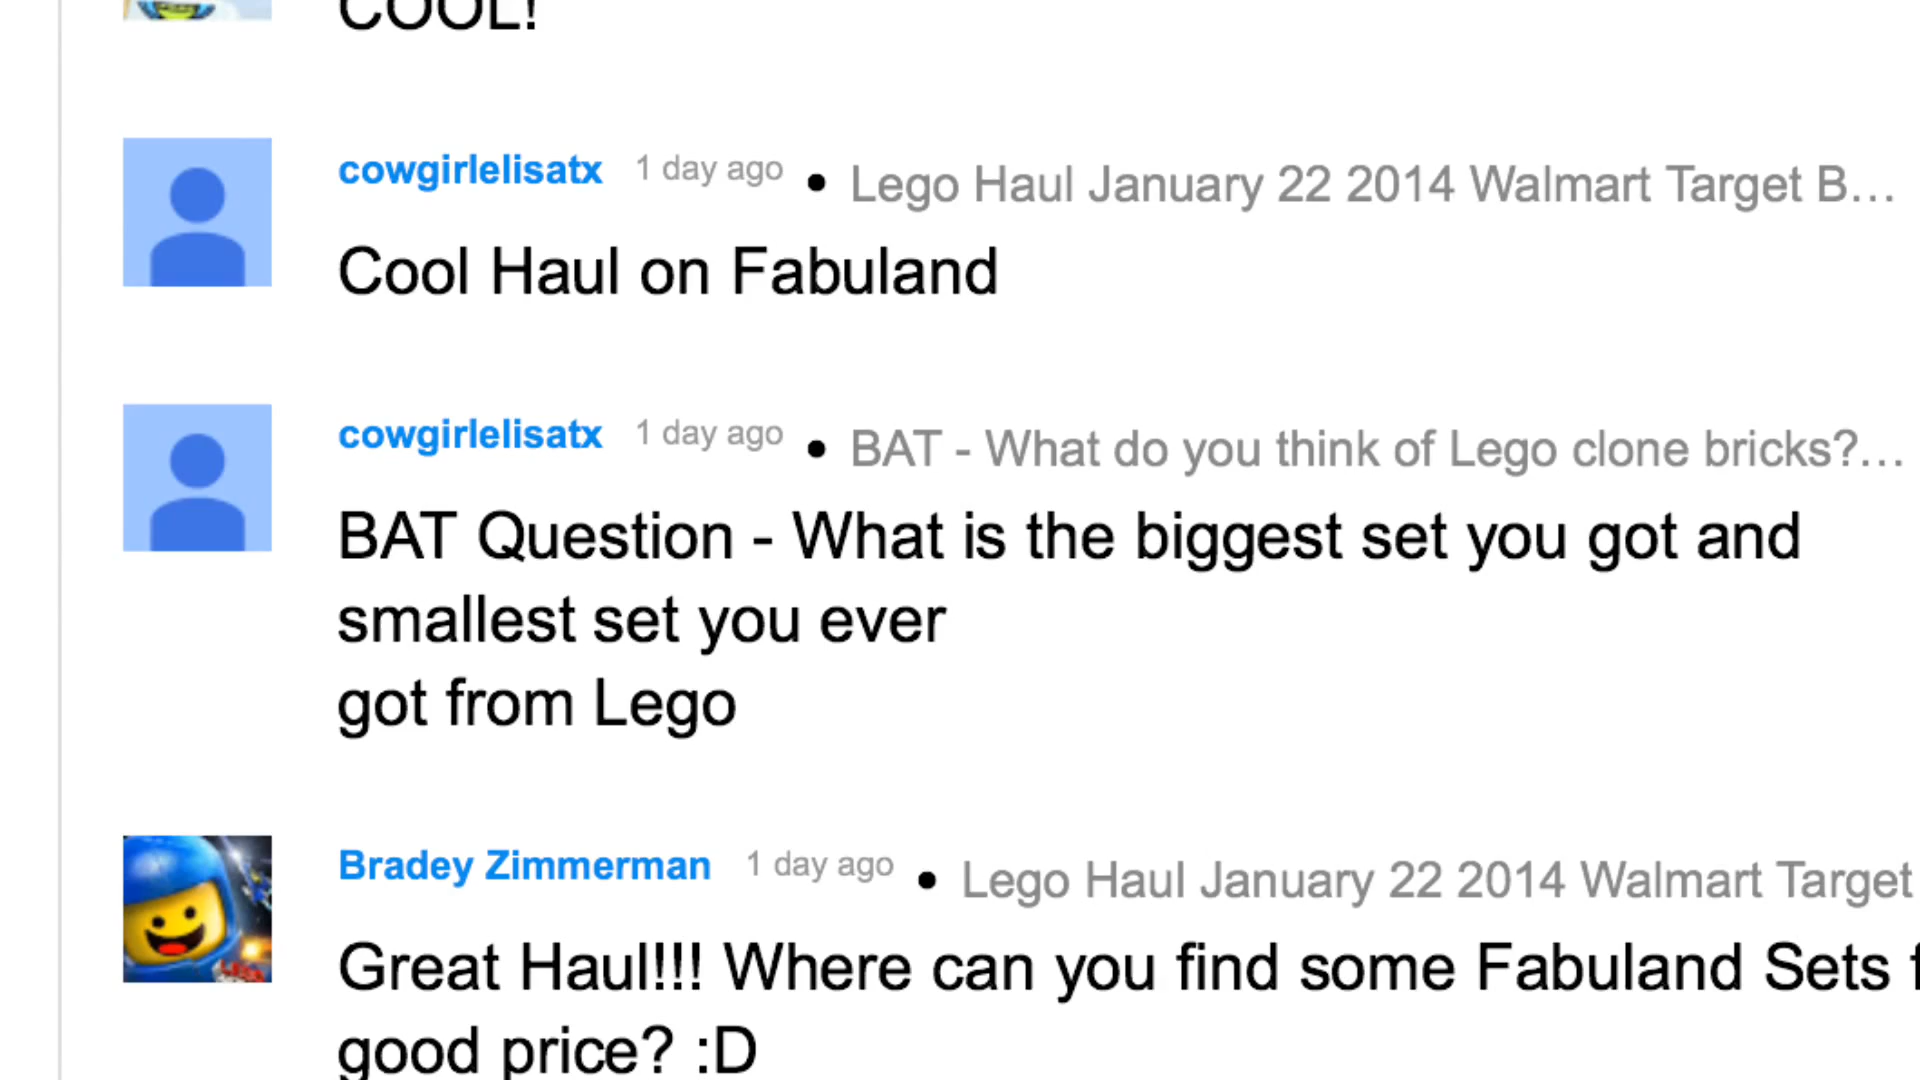 COOL!
cowgirlelisatx 1 day ago • Lego Haul January 22 2014 Walmart Target B...
Cool Haul on Fabuland
cowgirlelisatx 1 day ago • BAT - What do you think of Lego clone bricks?...
BAT Question - What is the biggest set you got and
smallest set you ever
got from Lego
Bradey Zimmerman 1 day ago • Lego Haul January 22 2014 Walmart Target
Great Haul!!! Where can you find some Fabuland Sets
good price? :D